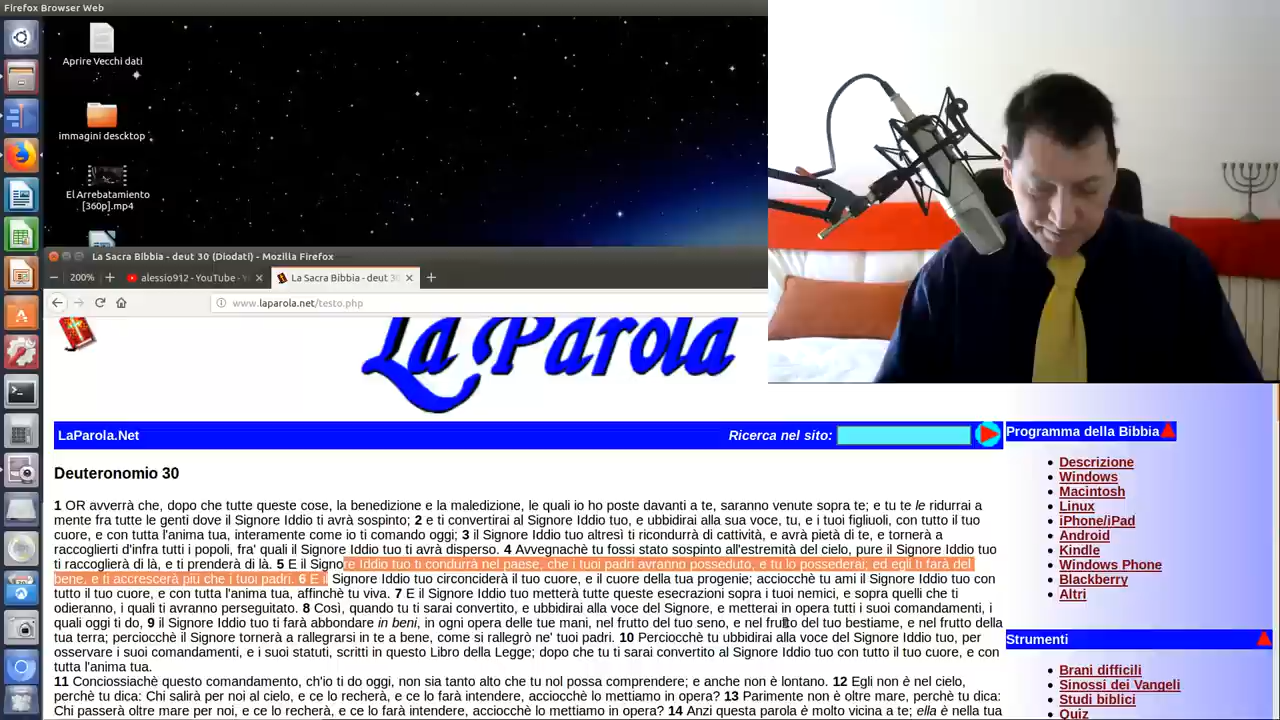 Firefox Browser Web
Aprire Vecchi dati
immagini descktop
El Arrebatamiento
[360p].mp4
La Sacra Bibbia - deut 30 (Diodati) - Mozilla Firefox
200%
alessio912 - YouTube - Y
La Sacra Bibbia - deut 30
www.laparola.net/testo.php
La Parola
LaParola.Net
Ricerca nel sito:
Programma della Bibbia
Deuteronomio 30
1 OR avverrà che, dopo che tutte queste cose, la benedizione e la maledizione, le quali io ho poste davanti a te, saranno venute sopra te; e tu te le ridurrai a
mente fra tutte le genti dove il Signore Iddio ti avrà sospinto; 2 e ti convertirai al Signore Iddio tuo, e ubbidirai alla sua voce, tu, e i tuoi figliuoli, con tutto il tuo
cuore, e con tutta l'anima tua, interamente come io ti comando oggi; 3 il Signore Iddio tuo altresì ti ricondurrà di cattività, e avrà pietà di te, e tornerà a
raccoglierti d'infra tutti i popoli, fra' quali il Signore Iddio tuo ti avrà disperso. 4 Avvegnachè tu fossi stato sospinto all'estremità del cielo, pure il Signore Iddio tuo
ti raccoglierà di là, e ti prenderà di là. 5 E il Signore Iddio tuo ti condurrà nel paese, che i tuoi padri avranno posseduto, e tu lo possederai; ed egli ti farà del
bene, e ti accrescerà più che i tuoi padri. 6 E il Signore Iddio tuo circonciderà il tuo cuore, e il cuore della tua progenie; acciocchè tu ami il Signore Iddio tuo con
tutto il tuo cuore, e con tutta l'anima tua, affinchè tu viva. 7 E il Signore Iddio tuo metterà tutte queste esecrazioni sopra i tuoi nemici, e sopra quelli che ti
odieranno, i quali ti avranno perseguitato. 8 Così, quando tu ti sarai convertito, e ubbidirai alla voce del Signore, e metterai in opera tutti i suoi comandamenti, i
quali oggi ti do, 9 il Signore Iddio tuo ti farà abbondare in beni, in ogni opera delle tue mani, nel frutto del tuo seno, e nel frutto del tuo bestiame, e nel frutto della
tua terra; perciocchè il Signore tornerà a rallegrarsi in te a bene, come si rallegrò ne' tuoi padri. 10 Perciocchè tu ubbidirai alla voce del Signore Iddio tuo, per
osservare i suoi comandamenti, e i suoi statuti, scritti in questo Libro della Legge; dopo che tu ti sarai convertito al Signore Iddio tuo con tutto il tuo cuore, e con
tutta l'anima tua.
11 Conciossiachè questo comandamento, ch'io ti do oggi, non sia tanto alto che tu nol possa comprendere; e anche non è lontano. 12 Egli non è nel cielo,
perchè tu dica: Chi salirà per noi al cielo, e ce lo recherà, e ce lo farà intendere, acciocchè lo mettiamo in opera? 13 Parimente non è oltre mare, perchè tu dica:
Chi passerà oltre mare per noi, e ce lo recherà, e ce lo farà intendere, acciocchè lo mettiamo in opera? 14 Anzi questa parola è molto vicina a te; ella è nella tua
Descrizione
Windows
Macintosh
Linux
iPhone/iPad
Android
Kindle
Windows Phone
Blackberry
Altri
Strumenti
Brani difficili
Sinossi dei Vangeli
Studi biblici
Quiz